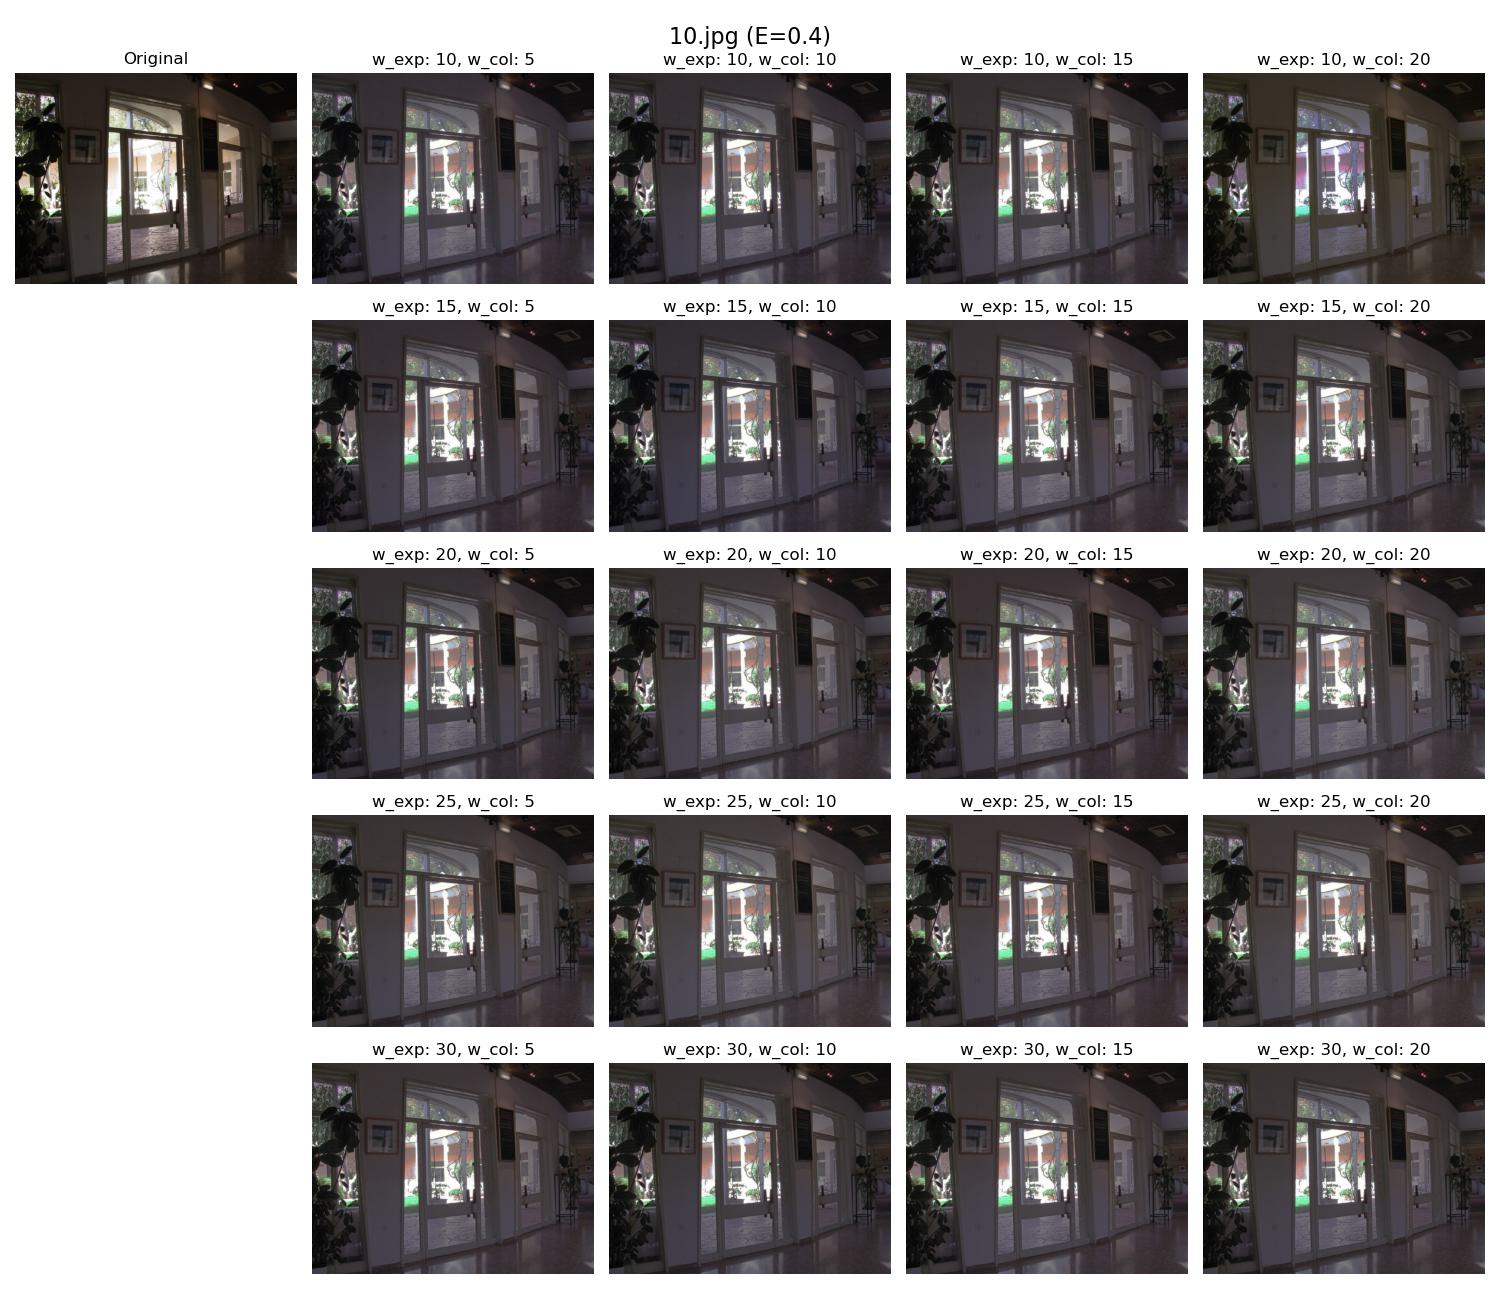 10.jpg (E=0.4)
Original
w_exp: 10, w_col: 5
w_exp: 10, w_col: 10
w_exp: 10, w_col: 15
w_exp: 10, w_col: 20
w_exp: 15, w_col: 5
w_exp: 15, w_col: 10
w_exp: 15, w_col: 15
w_exp: 15, w_col: 20
w_exp: 20, w_col: 5
w_exp: 20, w_col: 10
w_exp: 20, w_col: 15
w_exp: 20, w_col: 20
w_exp: 25, w_col: 5
w_exp: 25, w_col: 10
w_exp: 25, w_col: 15
w_exp: 25, w_col: 20
w_exp: 30, w_col: 5
w_exp: 30, w_col: 10
w_exp: 30, w_col: 15
w_exp: 30, w_col: 20